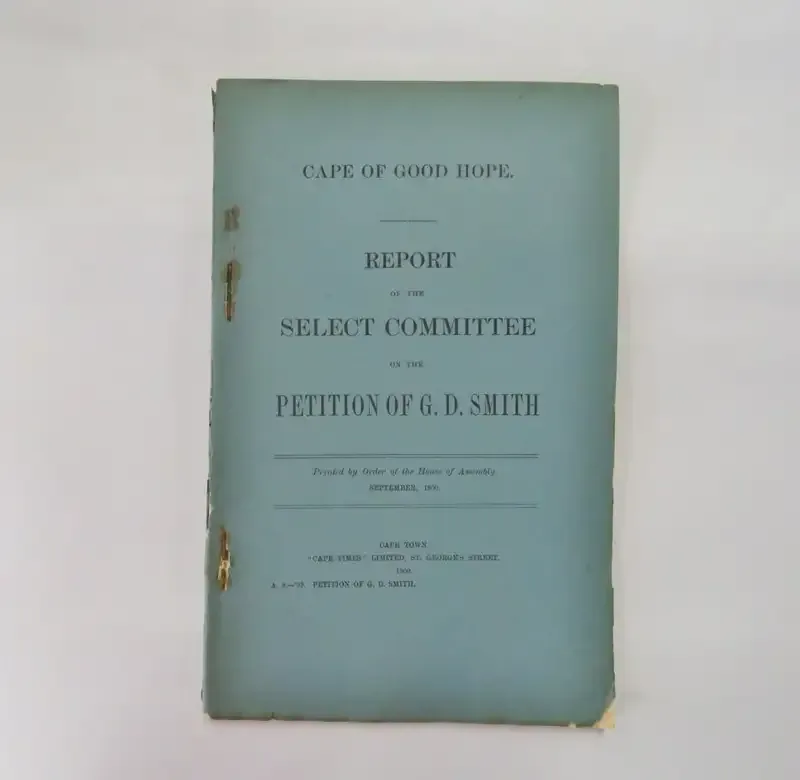 CAPE OF GOOD HOPE.
REPORT
OF THE
SELECT COMMITTEE
ON THE
PETITION OF G. D. SMITH
Printed by Order of the House of Assembly.
SEPTEMBER,
CAPE TOWN
"CAPE TIMES" LIMITED, ST. GEORGE'S STREET.
PETITION OF G. D. SMITH.